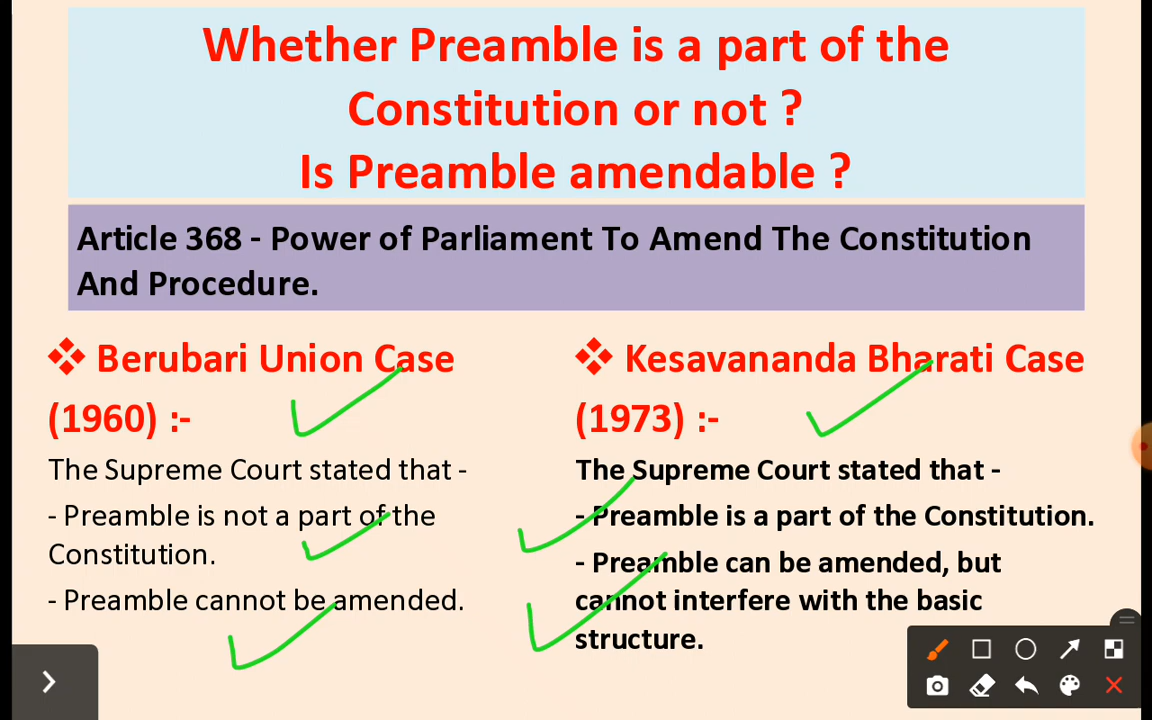 Whether Preamble is a part of the
Constitution or not ?
Is Preamble amendable ?
Article 368 - Power of Parliament To Amend The Constitution
And Procedure.
❖ Berubari Union Case
(1960) :-
The Supreme Court stated that -
- Preamble is not a part of the
Constitution.
- Preamble cannot be amended.
❖ Kesavananda Bharati Case
(1973) :-
The Supreme Court stated that -
- Preamble is a part of the Constitution.
- Preamble can be amended, but
cannot interfere with the basic
structure.